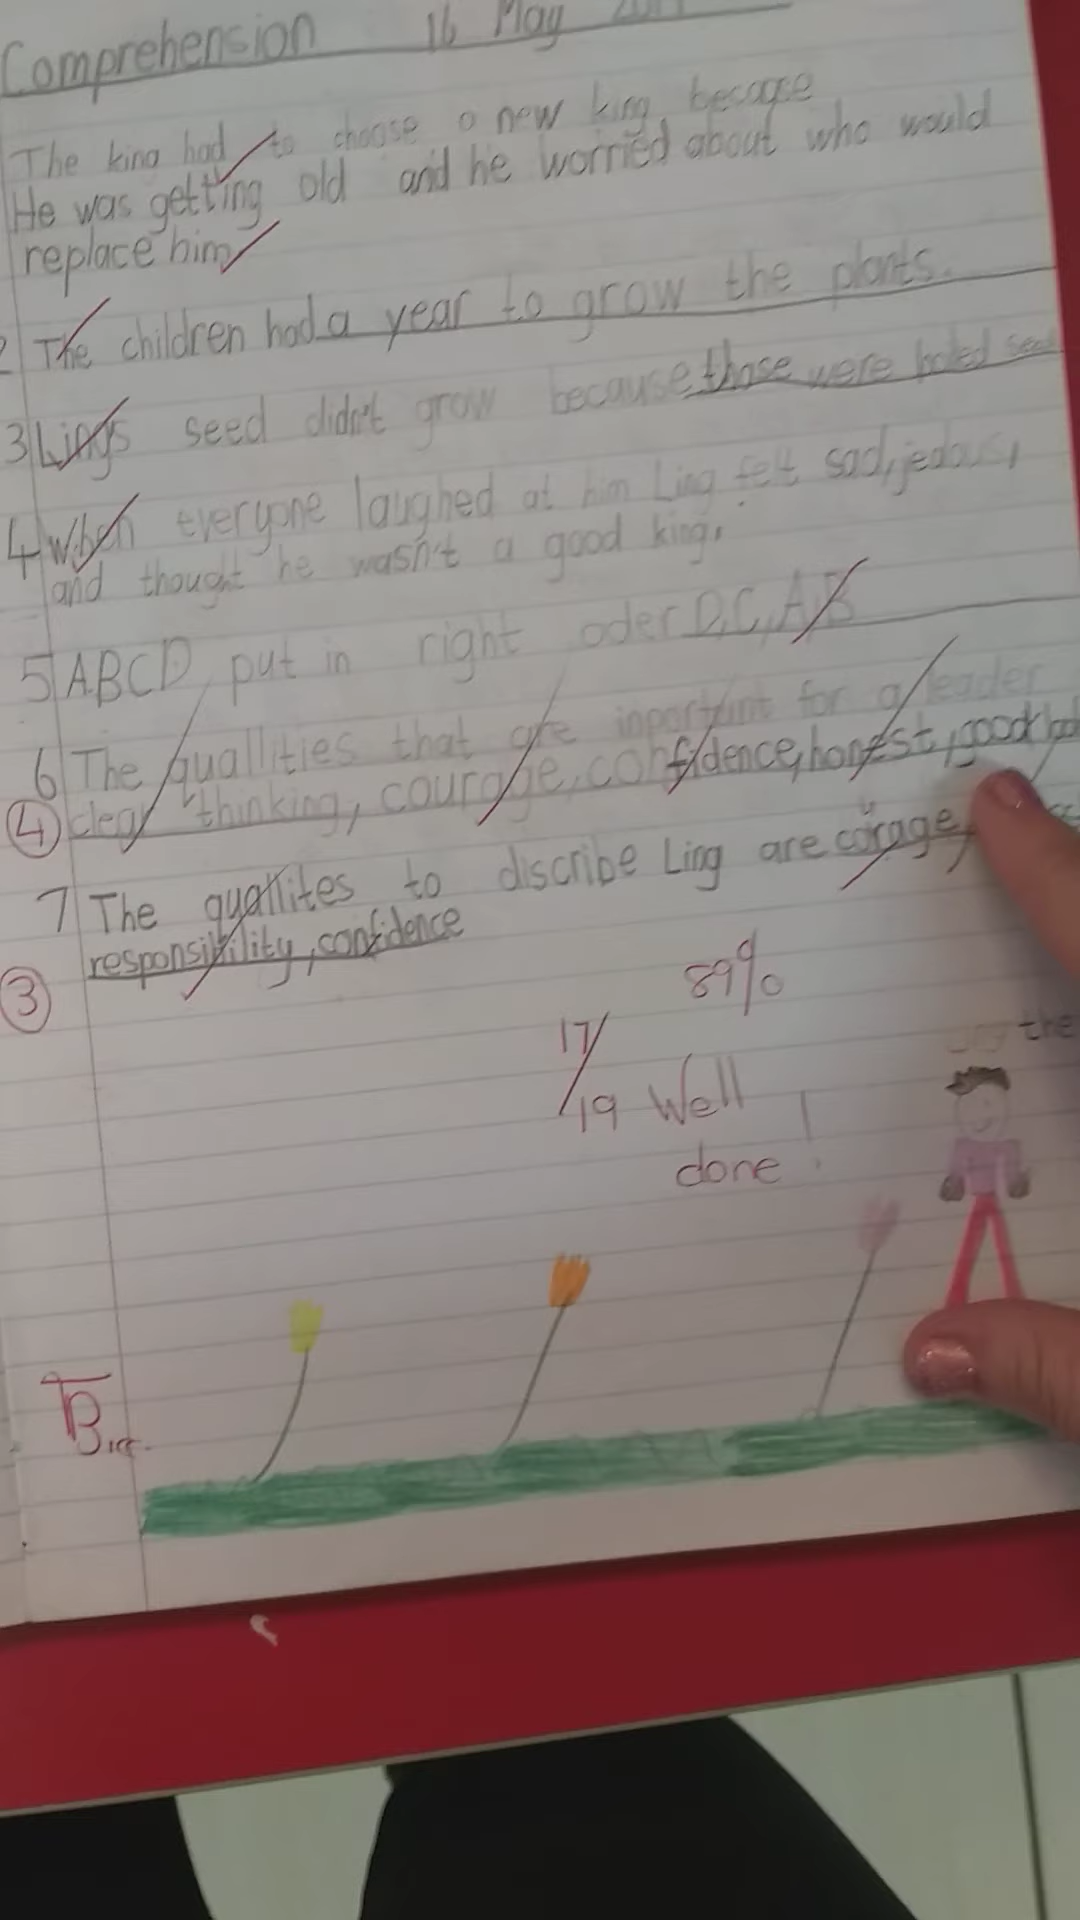 Comprehension 16 May
The king had to choose a new king because
He was getting old and he worried about who would
replace him
2 The children had a year to grow the plants.
3 Lings seed didn't grow because those were boiled seed
4 When everyone laughed at him Ling felt sad, jealous,
and thought he wasn't a good king.
5 ABCD put in right oder D, C, A, B
6 The quallities that are inportant for a leader
4 clear thinking, courage, confidence, honest, good
7 The quallites to discribe Ling are corage,
u
responsibility, confidence
3
89%
17/19 Well
done!
the